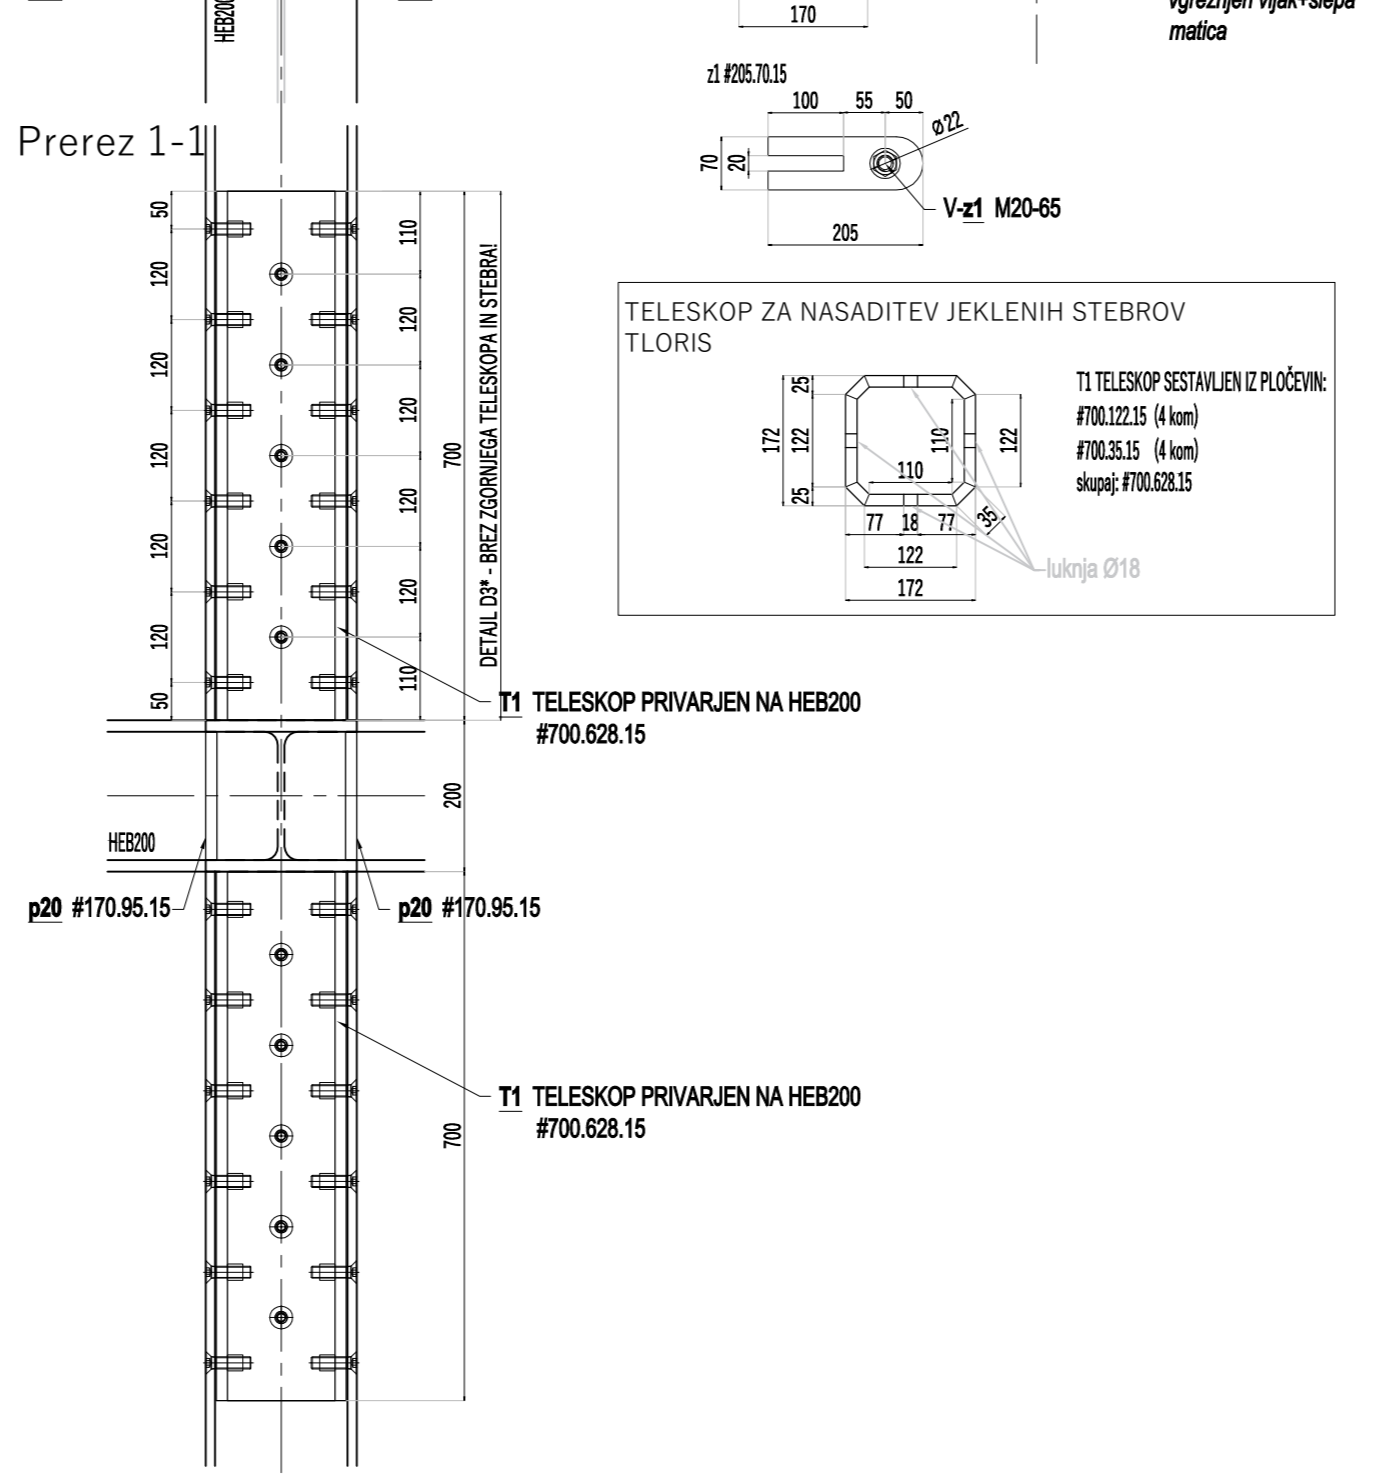 HEB200
170
vgreznjen vijak+slepa
matica
z1 #205.70.15
100 55 50
Ø22
70 20
V-z1 M20-65
205
Prerez 1-1
50
120
120
120
120
120
50
110
120
120
120
120
110
700
DETAJL D3* - BREZ ZGORNJEGA TELESKOPA IN STEBRA!
TELESKOP ZA NASADITEV JEKLENIH STEBROV
TLORIS
25
172 122
25
110
110
122
77 18 77
35
122
172
luknja Ø18
T1 TELESKOP SESTAVLJEN IZ PLOČEVIN:
#700.122.15 (4 kom)
#700.35.15 (4 kom)
skupaj: #700.628.15
T1 TELESKOP PRIVARJEN NA HEB200
#700.628.15
200
HEB200
p20 #170.95.15
p20 #170.95.15
T1 TELESKOP PRIVARJEN NA HEB200
#700.628.15
700